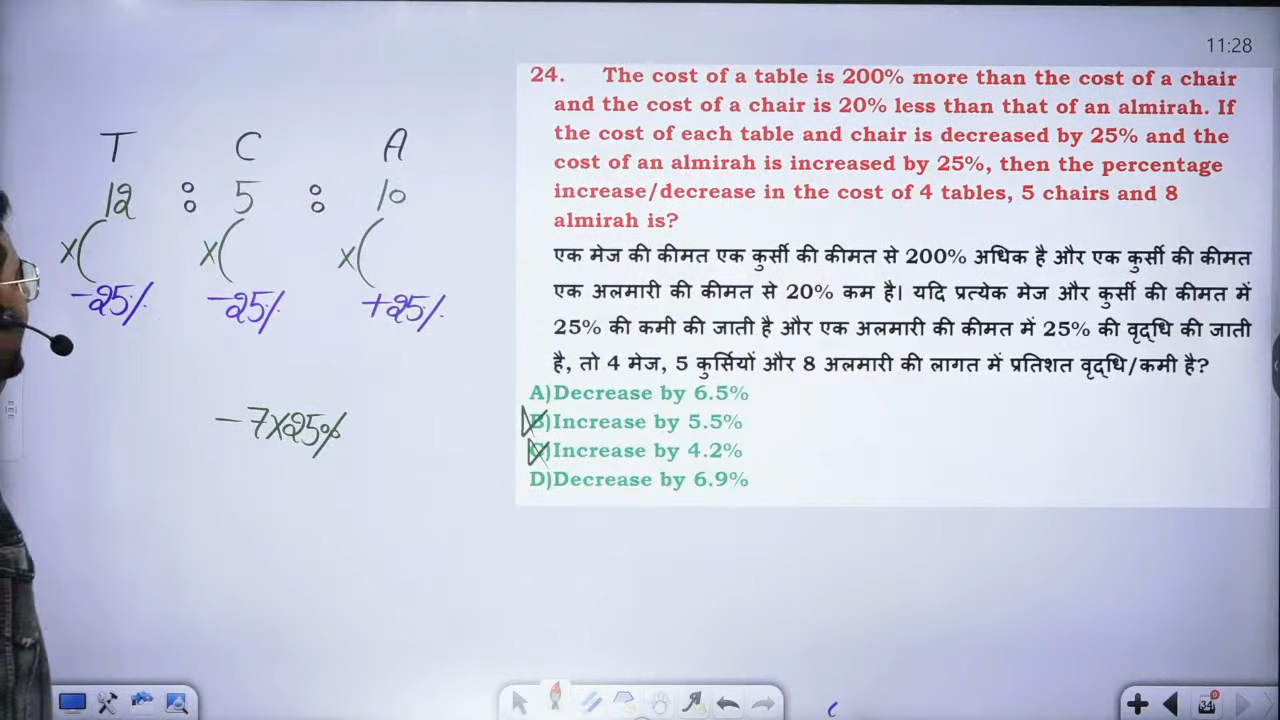 11:28
24. The cost of a table is 200% more than the cost of a chair
and the cost of a chair is 20% less than that of an almirah. If
the cost of each table and chair is decreased by 25% and the
cost of an almirah is increased by 25%, then the percentage
increase/decrease in the cost of 4 tables, 5 chairs and 8
almirah is?
एक मेज की कीमत एक कुर्सी की कीमत से 200% अधिक है और एक कुर्सी की कीमत
एक अलमारी की कीमत से 20% कम है। यदि प्रत्येक मेज और कुर्सी की कीमत में
25% की कमी की जाती है और एक अलमारी की कीमत में 25% की वृद्धि की जाती
है, तो 4 मेज, 5 कुर्सियों और 8 अलमारी की लागत में प्रतिशत वृद्धि/कमी है?
A)Decrease by 6.5%
B)Increase by 5.5%
C)Increase by 4.2%
D)Decrease by 6.9%
T C A
12 : 5 : 10
×( ×( ×(
-25% -25% +25%
-7×25%
34